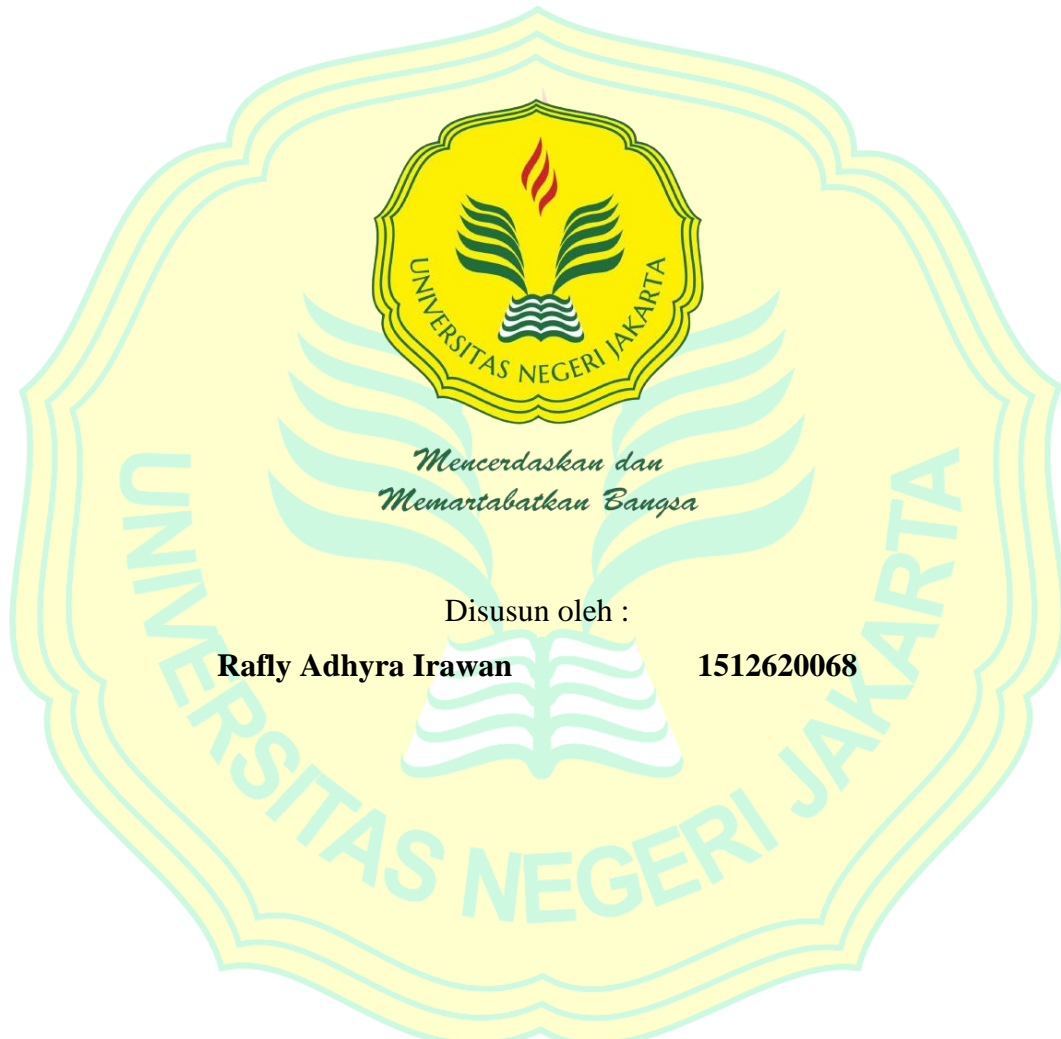 UNIVERSITAS NEGERI JAKARTA
Mencerdaskan dan
Memartabatkan Bangsa
Disusun oleh :
Rafly Adhyra Irawan 1512620068
UNIVERSITAS NEGERI JAKARTA